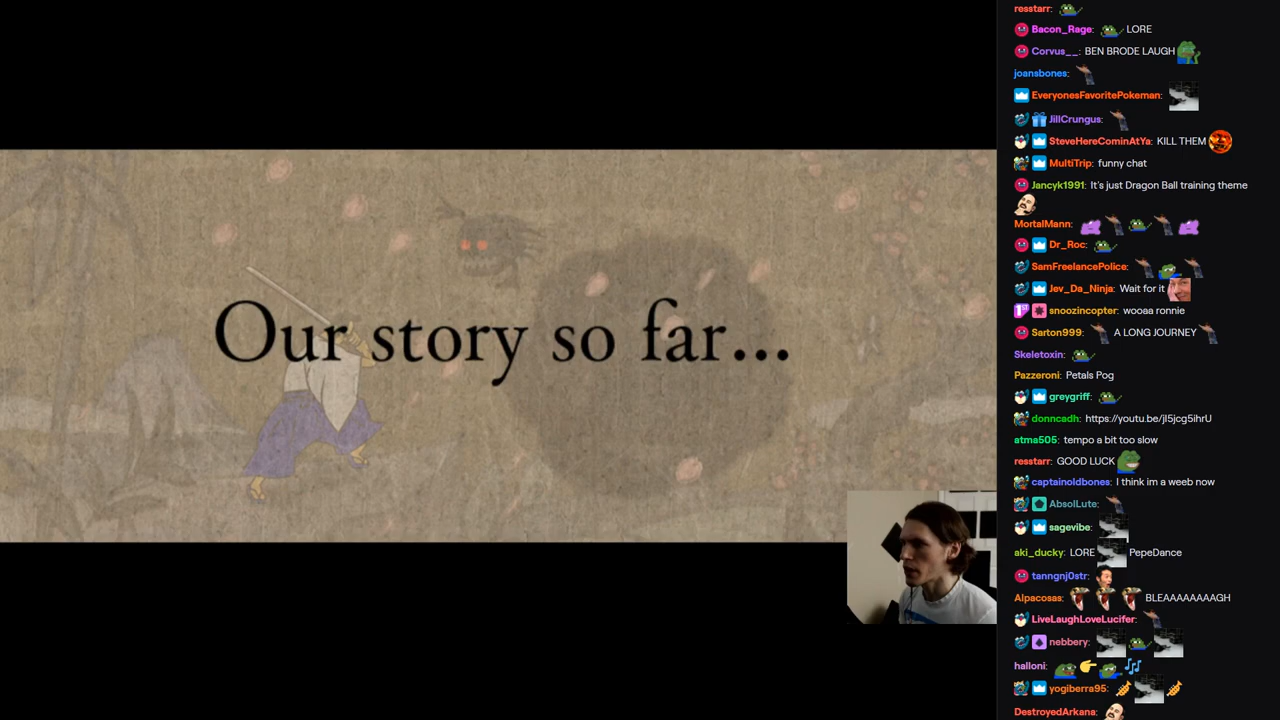 Our story so far...
resstarr:
Bacon_Rage: LORE
Corvus__: BEN BRODE LAUGH
joansbones:
EveryonesFavoritePokeman:
JillCrungus:
SteveHereCominAtYa: KILL THEM
MultiTrip: funny chat
Jancyk1991: It's just Dragon Ball training theme
MortalMann:
Dr_Roc:
SamFreelancePolice:
Jev_Da_Ninja: Wait for it
snoozincopter: wooaa ronnie
Sarton999: A LONG JOURNEY
Skeletoxin:
Pazzeroni: Petals Pog
greygriff:
donncadh: https://youtu.be/jI5jcg5ihrU
atma505: tempo a bit too slow
resstarr: GOOD LUCK
captainoldbones: I think im a weeb now
AbsolLute:
sagevibe:
aki_ducky: LORE PepeDance
tanngnj0str:
Alpacosas: BLEAAAAAAAAGH
LiveLaughLoveLucifer:
nebbery:
halloni:
yogiberra95:
DestroyedArkana: